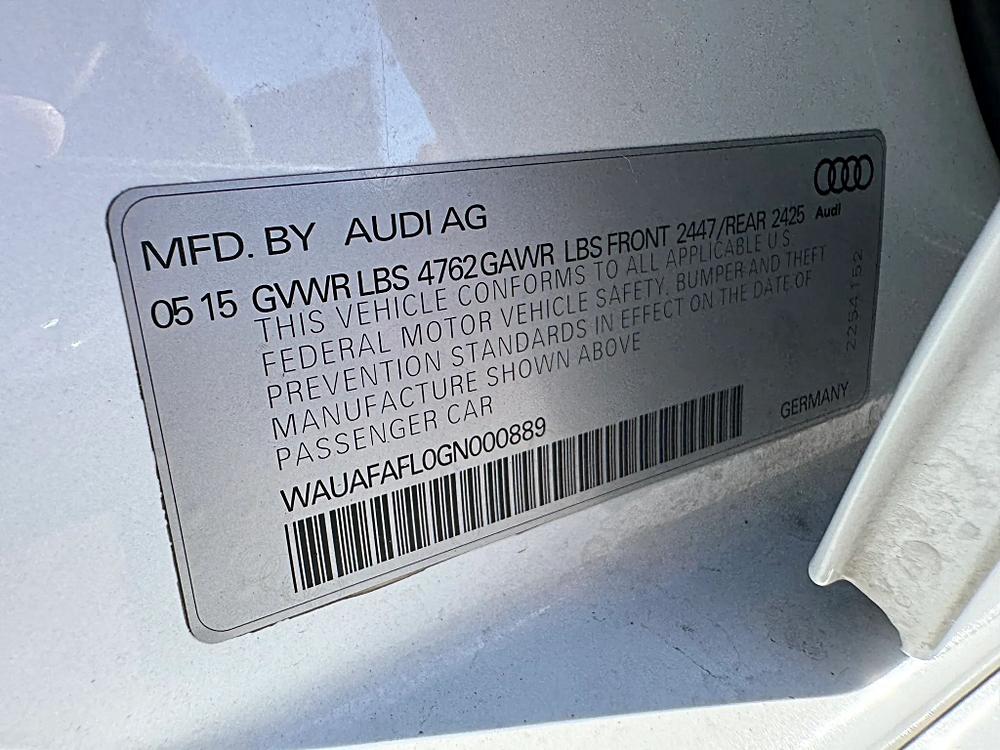 MFD. BY AUDI AG
Audi
05 15 GVWR LBS 4762 GAWR LBS FRONT 2447/REAR 2425
THIS VEHICLE CONFORMS TO ALL APPLICABLE U S
FEDERAL MOTOR VEHICLE SAFETY, BUMPER AND THEFT
PREVENTION STANDARDS IN EFFECT ON THE DATE OF
MANUFACTURE SHOWN ABOVE
PASSENGER CAR
2254152
WAUAFAFL0GN000889
GERMANY